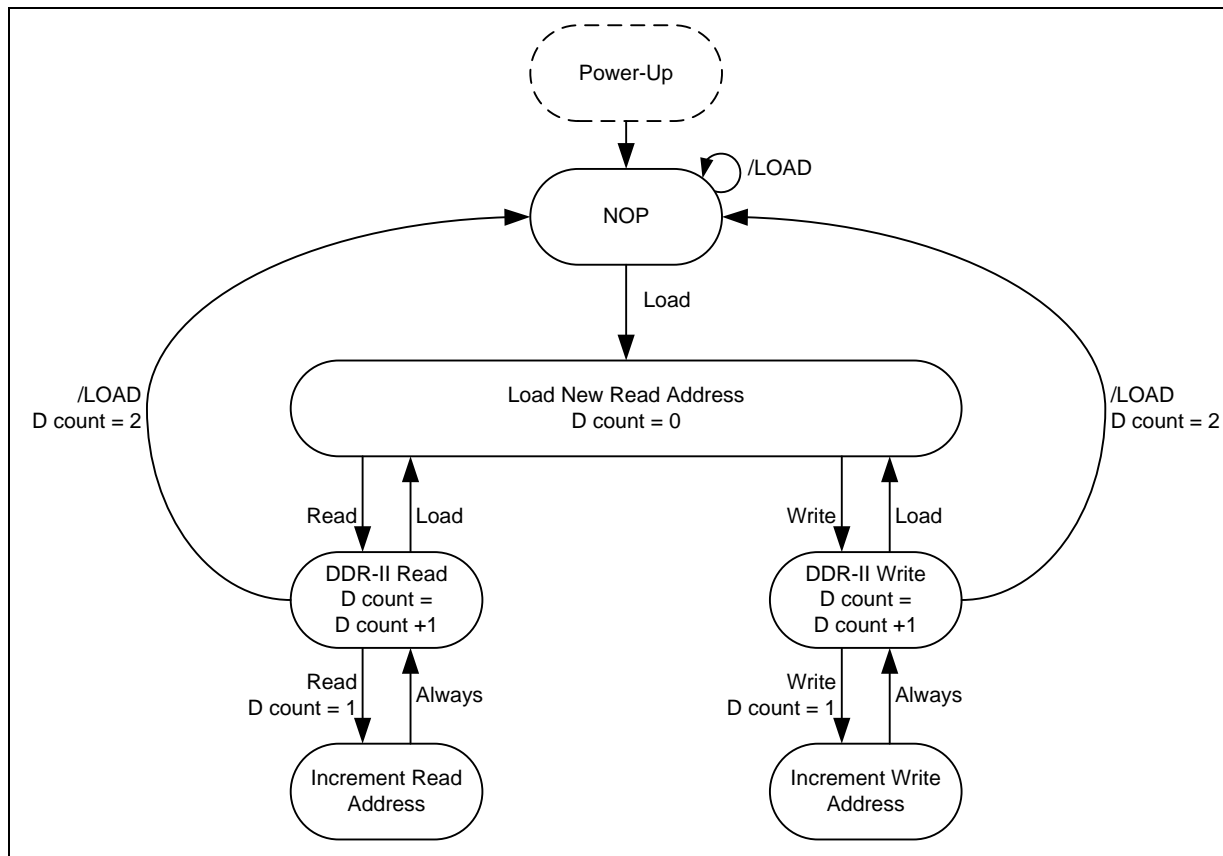 Power-Up
/LOAD
NOP
Load
Load New Read Address
D count = 0
/LOAD
D count = 2
/LOAD
D count = 2
Read
Load
Write
Load
DDR-II Read
D count =
D count +1
DDR-II Write
D count =
D count +1
Read
D count = 1
Always
Write
D count = 1
Always
Increment Read
Address
Increment Write
Address